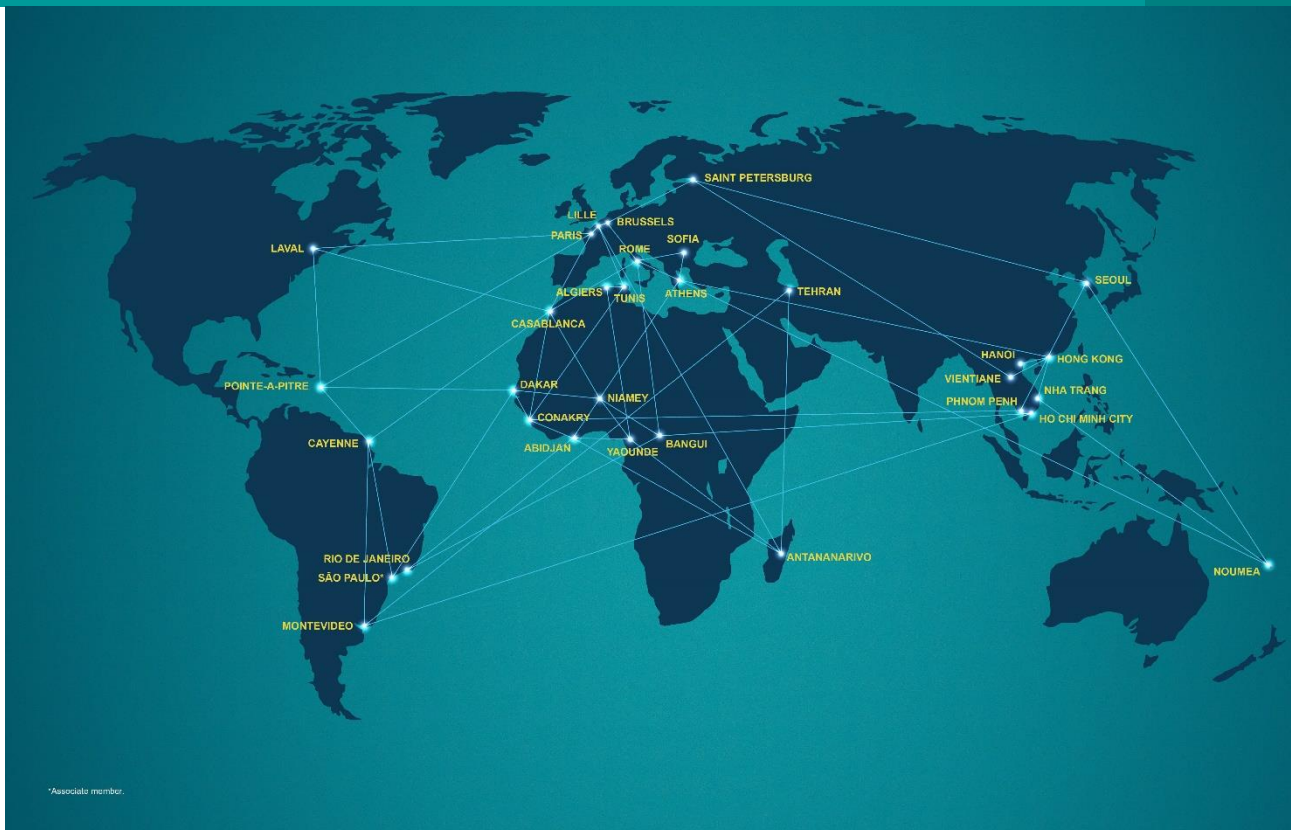 SAINT PETERSBURG
LILLE
BRUSSELS
PARIS
SOFIA
ROME
LAVAL
SEOUL
ALGIERS
TUNIS
ATHENS
TEHRAN
CASABLANCA
HANOI
HONG KONG
VIENTIANE
POINTE-A-PITRE
DAKAR
NHA TRANG
NIAMEY
PHNOM PENH
CONAKRY
HO CHI MINH CITY
CAYENNE
ABIDJAN
YAOUNDE
BANGUI
RIO DE JANEIRO
ANTANANARIVO
SÃO PAULO*
NOUMEA
MONTEVIDEO
*Associate member.